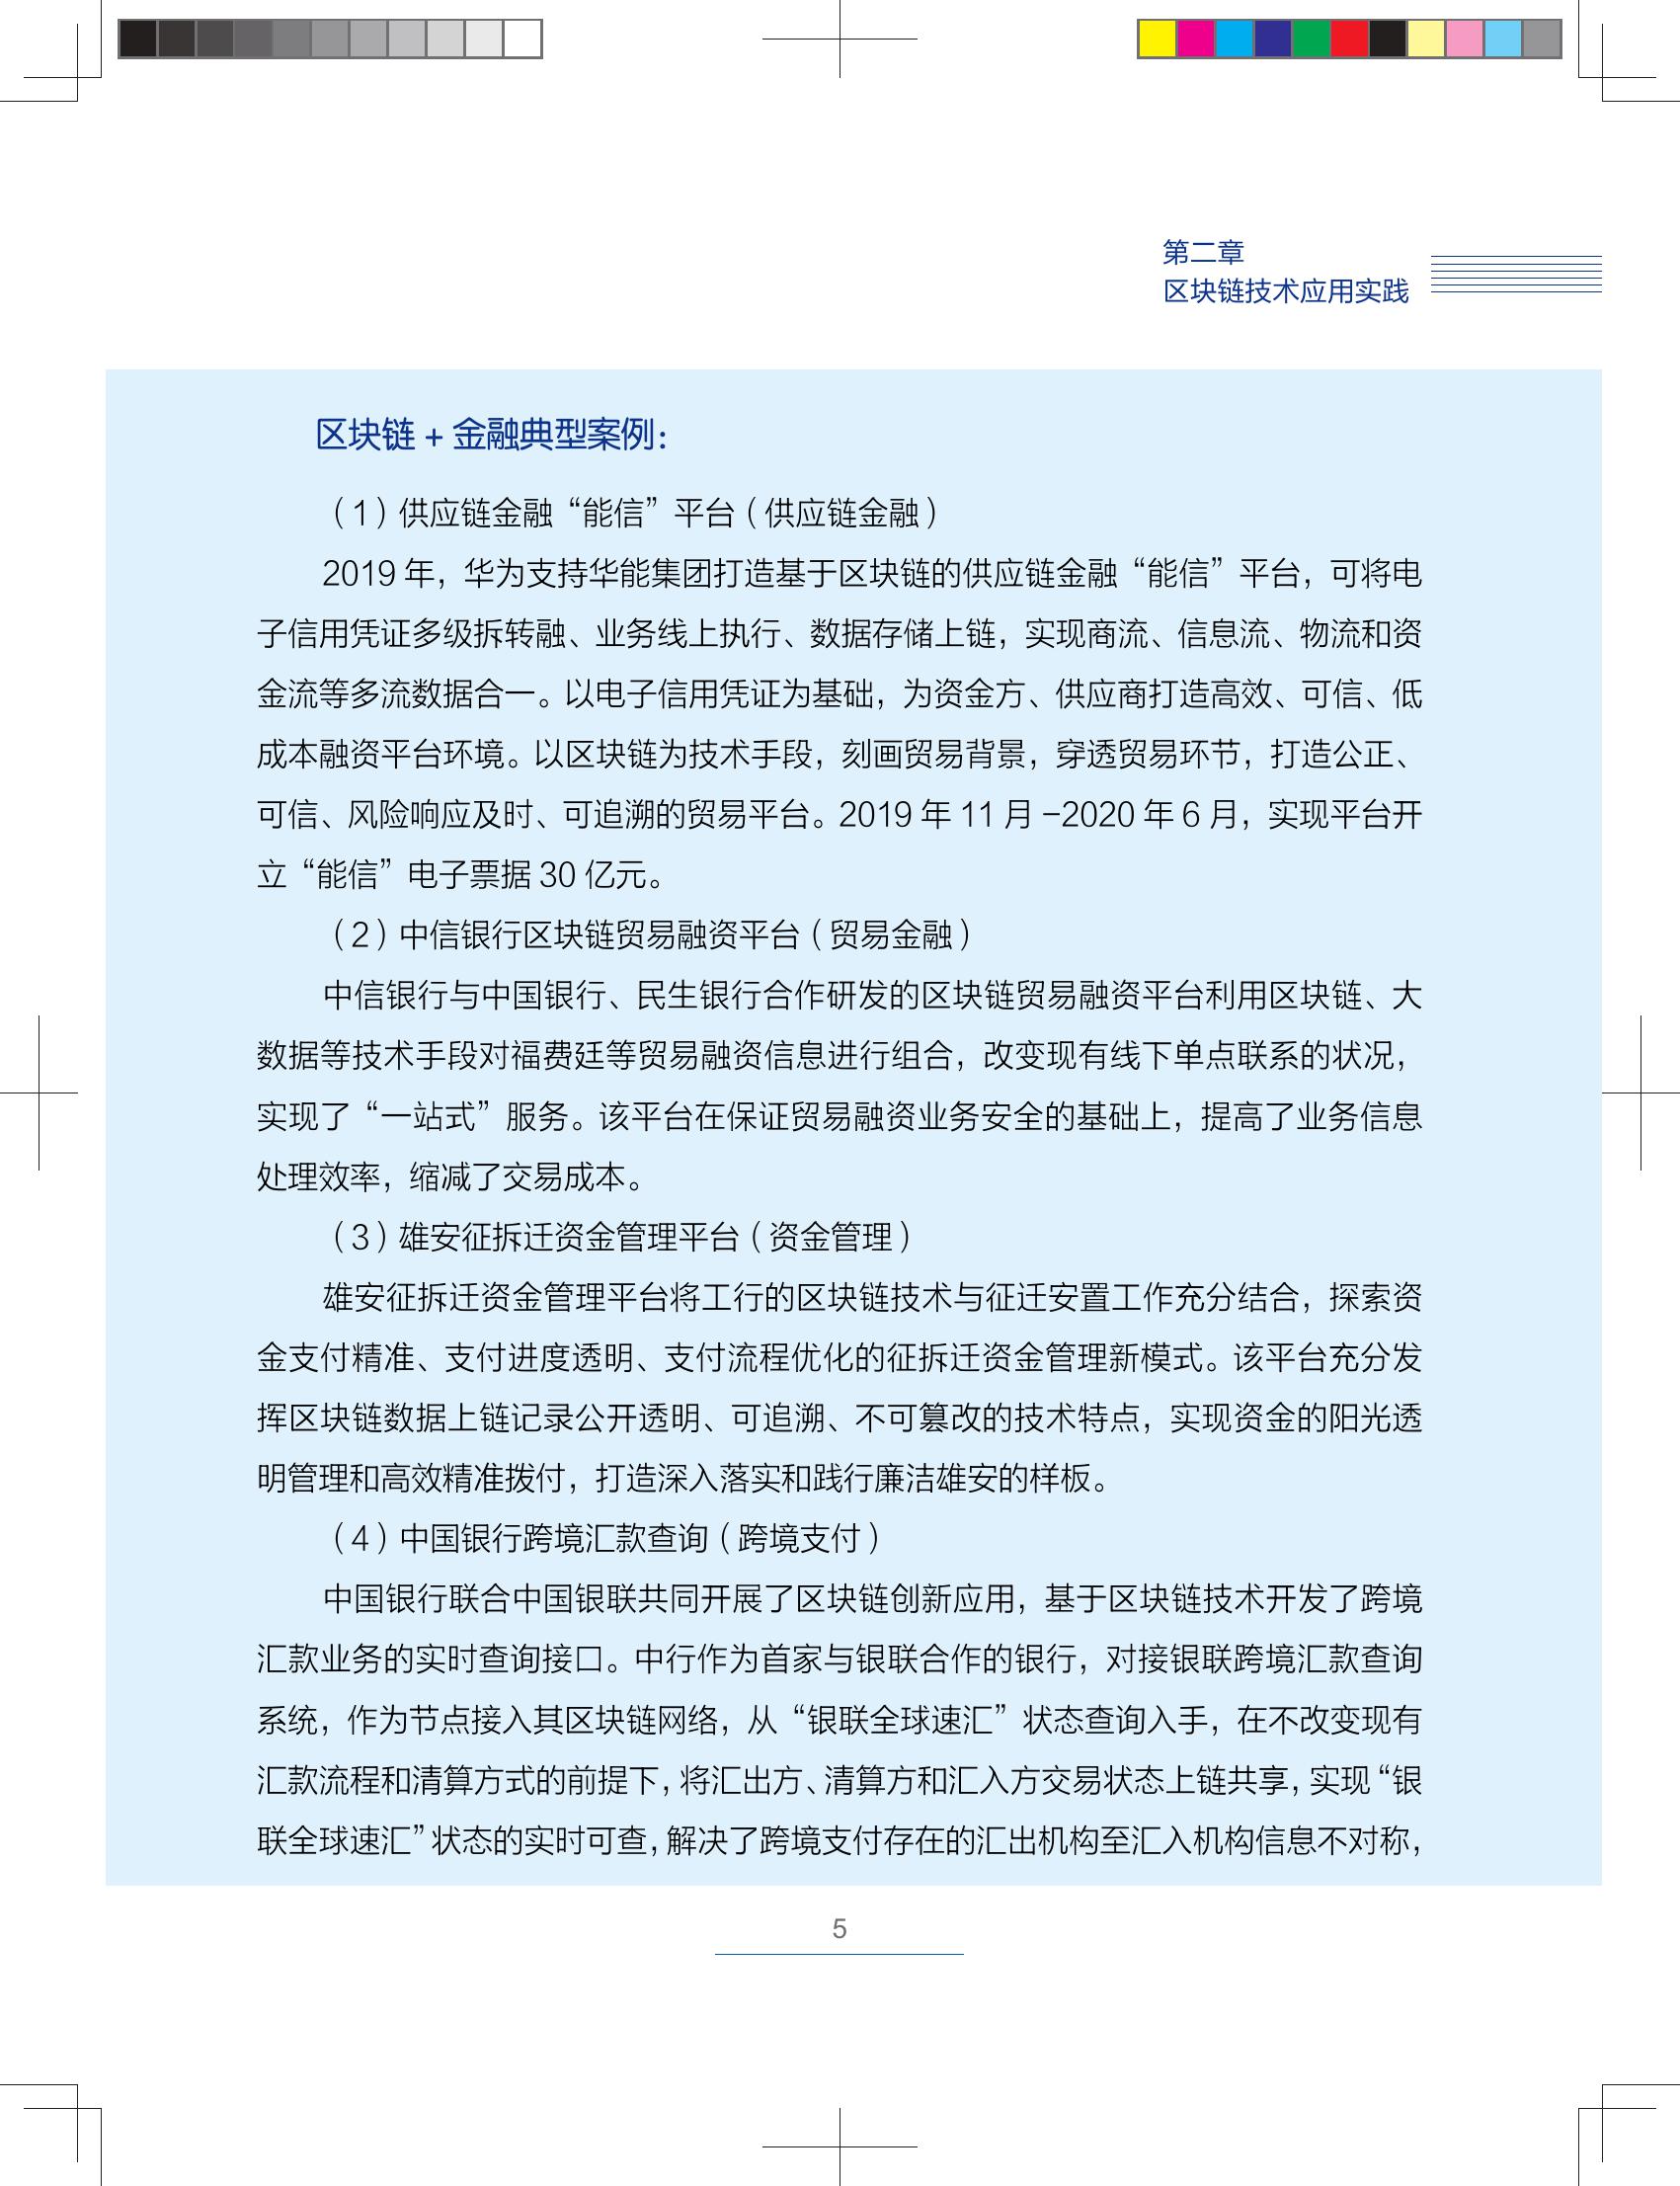 第二章
区块链技术应用实践
区块链 + 金融典型案例：
（1）供应链金融“能信”平台（供应链金融）
2019 年，华为支持华能集团打造基于区块链的供应链金融“能信”平台，可将电
子信用凭证多级拆转融、业务线上执行、数据存储上链，实现商流、信息流、物流和资
金流等多流数据合一。以电子信用凭证为基础，为资金方、供应商打造高效、可信、低
成本融资平台环境。以区块链为技术手段，刻画贸易背景，穿透贸易环节，打造公正、
可信、风险响应及时、可追溯的贸易平台。2019 年 11 月 –2020 年 6 月，实现平台开
立“能信”电子票据 30 亿元。
（2）中信银行区块链贸易融资平台（贸易金融）
中信银行与中国银行、民生银行合作研发的区块链贸易融资平台利用区块链、大
数据等技术手段对福费廷等贸易融资信息进行组合，改变现有线下单点联系的状况，
实现了“一站式”服务。该平台在保证贸易融资业务安全的基础上，提高了业务信息
处理效率，缩减了交易成本。
（3）雄安征拆迁资金管理平台（资金管理）
雄安征拆迁资金管理平台将工行的区块链技术与征迁安置工作充分结合，探索资
金支付精准、支付进度透明、支付流程优化的征拆迁资金管理新模式。该平台充分发
挥区块链数据上链记录公开透明、可追溯、不可篡改的技术特点，实现资金的阳光透
明管理和高效精准拨付，打造深入落实和践行廉洁雄安的样板。
（4）中国银行跨境汇款查询（跨境支付）
中国银行联合中国银联共同开展了区块链创新应用，基于区块链技术开发了跨境
汇款业务的实时查询接口。中行作为首家与银联合作的银行，对接银联跨境汇款查询
系统，作为节点接入其区块链网络，从“银联全球速汇”状态查询入手，在不改变现有
汇款流程和清算方式的前提下，将汇出方、清算方和汇入方交易状态上链共享，实现“银
联全球速汇”状态的实时可查，解决了跨境支付存在的汇出机构至汇入机构信息不对称，
5